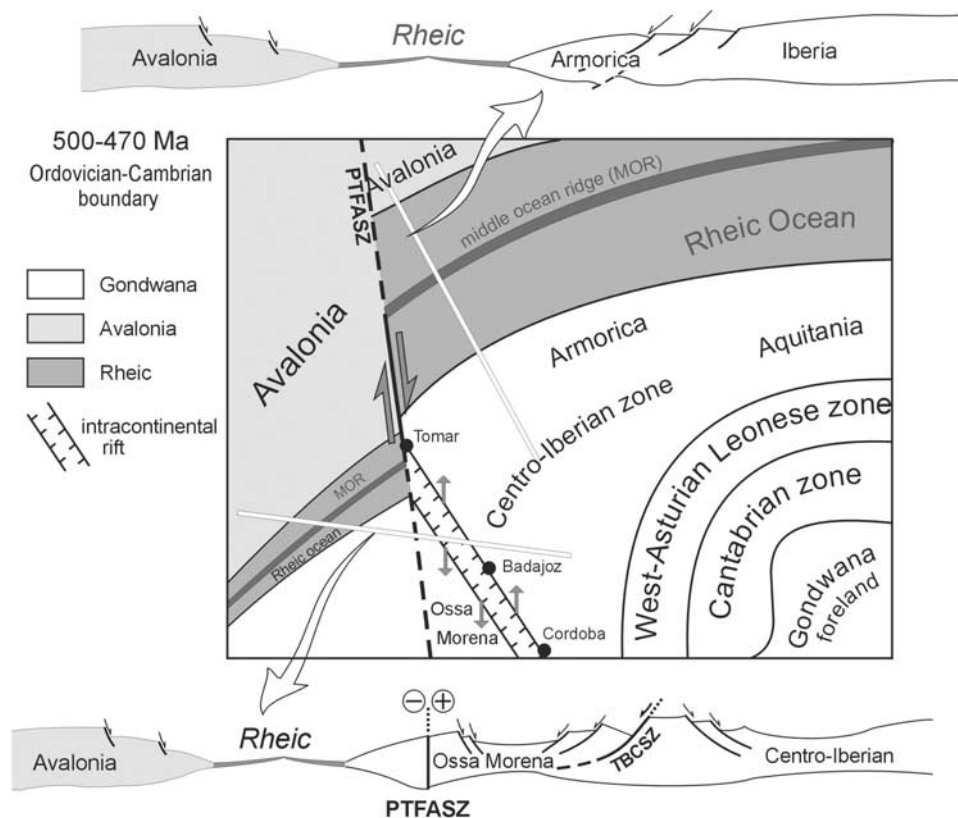 Rheic
Avalonia
Armorica
Iberia
500-470 Ma
Ordovician-Cambrian
boundary
Gondwana
Avalonia
Rheic
intracontinental
rift
PTFASZ
Avalonia
middle ocean ridge (MOR)
Rheic Ocean
Avalonia
Armorica
Aquitania
Centro-Iberian zone
West-Asturian Leonese zone
Cantabrian zone
Gondwana
foreland
Tomar
MOR
Rheic ocean
Badajoz
Ossa
Morena
Cordoba
− +
Rheic
Avalonia
Ossa Morena
TBCSZ
Centro-Iberian
PTFASZ